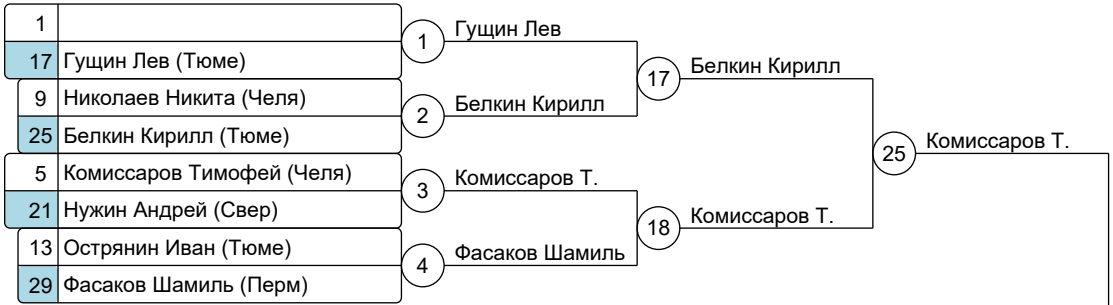 1
17 Гущин Лев (Тюме)
9 Николаев Никита (Челя)
25 Белкин Кирилл (Тюме)
5 Комиссаров Тимофей (Челя)
21 Нужин Андрей (Свер)
13 Острянин Иван (Тюме)
29 Фасаков Шамиль (Перм)
1 Гущин Лев
2 Белкин Кирилл
3 Комиссаров Т.
4 Фасаков Шамиль
17 Белкин Кирилл
18 Комиссаров Т.
25 Комиссаров Т.